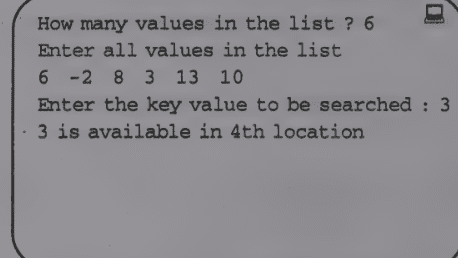 How many values in the list ? 6
Enter all values in the list
6 -2 8 3 13 10
Enter the key value to be searched : 3
3 is available in 4th location